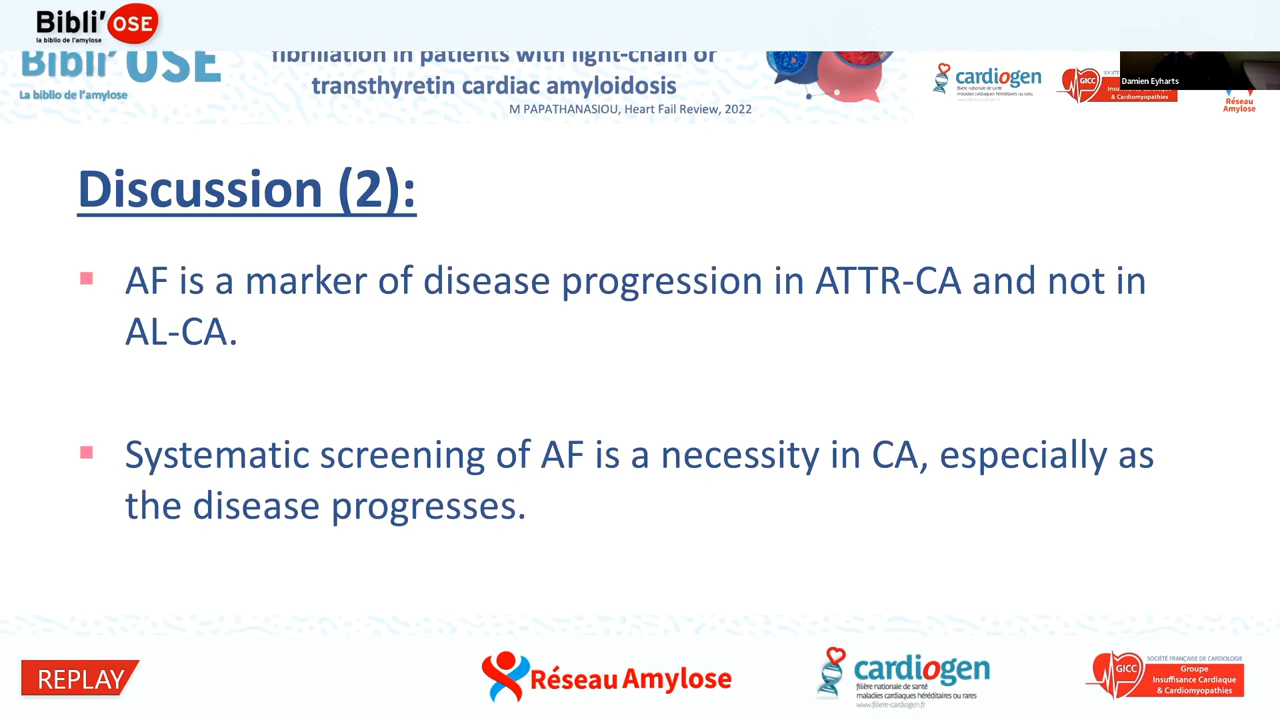 Bibli'OSE
la biblio de l'amylose
Bibli'OSE
La biblio de l'amylose
fibrillation in patients with light-chain or
transthyretin cardiac amyloidosis
M PAPATHANASIOU, Heart Fail Review, 2022
cardiogen
filière nationale de santé
maladies cardiaques héréditaires ou rares
GICC
Insuffisance Cardiaque
& Cardiomyopathies
Damien Eyharts
Réseau
Amylose
Discussion (2):
▪ AF is a marker of disease progression in ATTR-CA and not in
AL-CA.
▪ Systematic screening of AF is a necessity in CA, especially as
the disease progresses.
REPLAY
Réseau Amylose
cardiogen
filière nationale de santé
maladies cardiaques héréditaires ou rares
www.filiere-cardiogen.fr
GICC
SOCIÉTÉ FRANÇAISE DE CARDIOLOGIE
Groupe
Insuffisance Cardiaque
& Cardiomyopathies